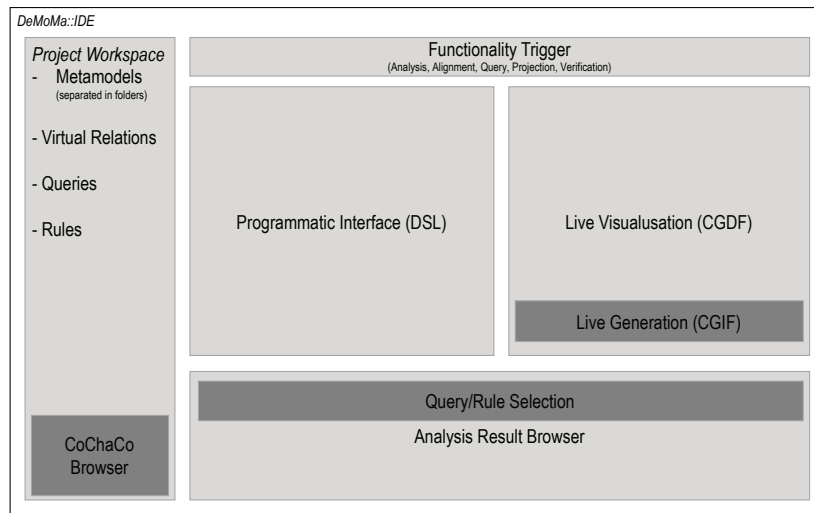 DeMoMa::IDE
Project Workspace
- Metamodels
(separated in folders)
- Virtual Relations
- Queries
- Rules
CoChaCo
Browser
Functionality Trigger
(Analysis, Alignment, Query, Projection, Verification)
Programmatic Interface (DSL)
Live Visualusation (CGDF)
Live Generation (CGIF)
Query/Rule Selection
Analysis Result Browser